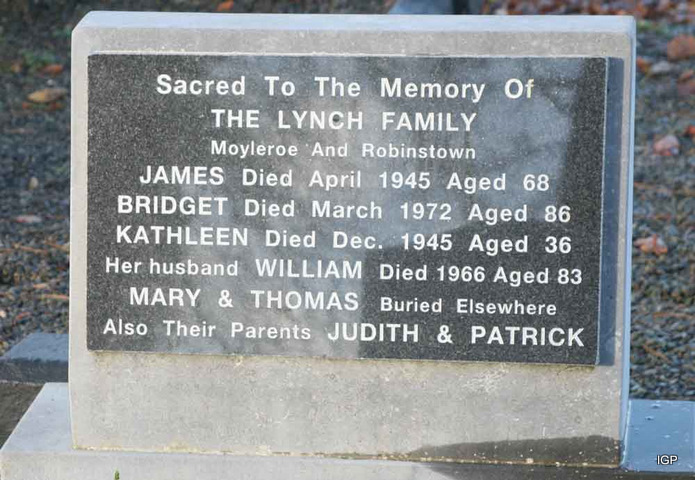 Sacred To The Memory Of
THE LYNCH FAMILY
Moyleroe And Robinstown
JAMES Died April 1945 Aged 68
BRIDGET Died March 1972 Aged 86
KATHLEEN Died Dec. 1945 Aged 36
Her husband WILLIAM Died 1966 Aged 83
MARY & THOMAS Buried Elsewhere
Also Their Parents JUDITH & PATRICK
IGP